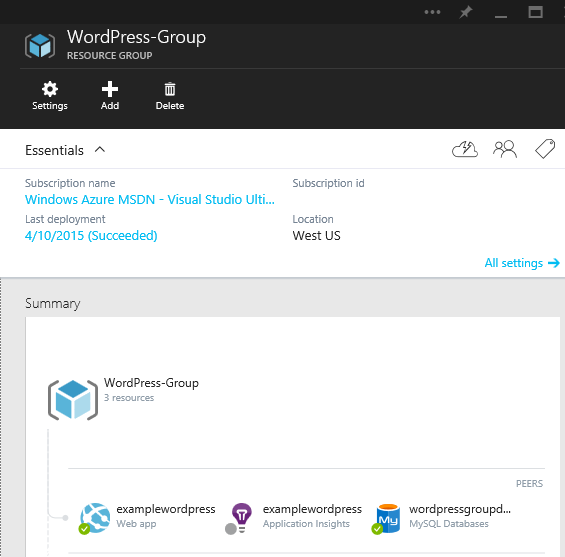 WordPress-Group
RESOURCE GROUP
Settings Add Delete
Essentials
Subscription name Subscription id
Windows Azure MSDN - Visual Studio Ulti...
Last deployment Location
4/10/2015 (Succeeded) West US
All settings
Summary
WordPress-Group
3 resources
PEERS
examplewordpress examplewordpress wordpressgroupd...
Web app Application Insights MySQL Databases
My